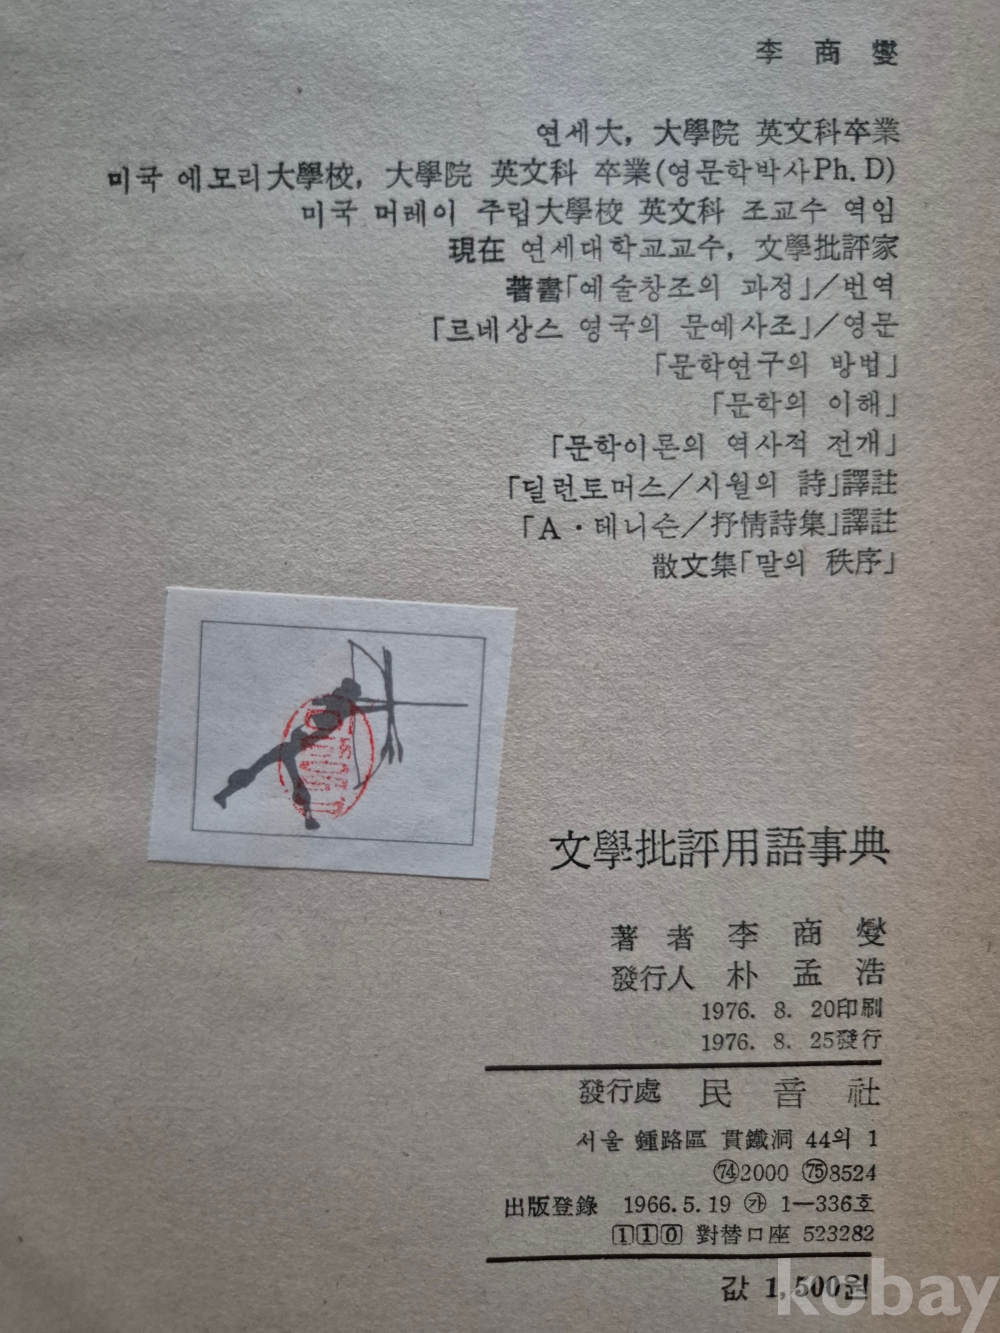 李 商 燮
연세大, 大學院 英文科卒業
미국 에모리大學校, 大學院 英文科 卒業(영문학박사Ph. D)
미국 머레이 주립大學校 英文科 조교수 역임
現在 연세대학교교수, 文學批評家
著書「예술창조의 과정」/번역
「르네상스 영국의 문예사조」/영문
「문학연구의 방법」
「문학의 이해」
「문학이론의 역사적 전개」
「딜런토머스/시월의 詩」譯註
「A·테니슨/抒情詩集」譯註
散文集「말의 秩序」
文學批評用語事典
著 者 李 商 燮
發行人 朴 孟 浩
1976. 8. 20印刷
1976. 8. 25發行
發行處 民 音 社
서울 鍾路區 貫鐵洞 44의 1
㉔2000 ㉕8524
出版登錄 1966. 5. 19 ㉮ 1—336호
110 對替口座 523282
값 1,500원
kobay